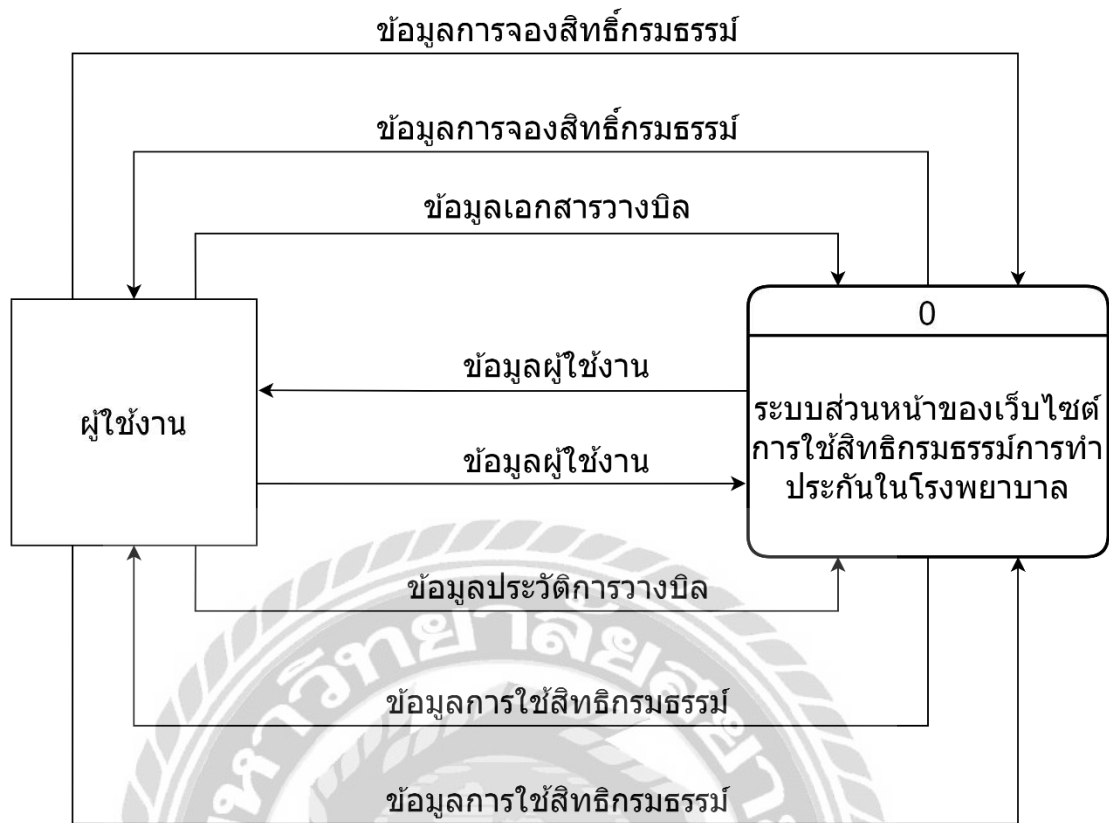 ข้อมูลการจองสิทธิ์กรมธรรม์
ข้อมูลการจองสิทธิ์กรมธรรม์
ข้อมูลเอกสารวางบิล
0
ข้อมูลผู้ใช้งาน
ผู้ใช้งาน
ระบบส่วนหน้าของเว็บไซต์
การใช้สิทธิกรมธรรม์การทำ
ประกันในโรงพยาบาล
ข้อมูลผู้ใช้งาน
ข้อมูลประวัติการวางบิล
ข้อมูลการใช้สิทธิกรมธรรม์
ข้อมูลการใช้สิทธิกรมธรรม์